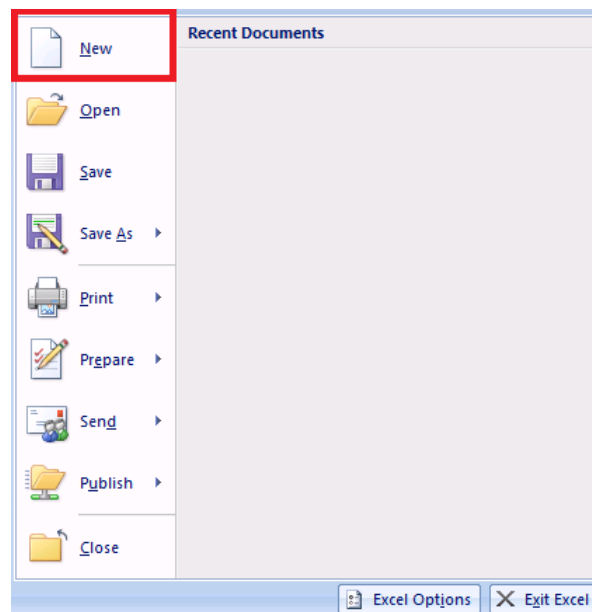 New
Recent Documents
Open
Save
Save As
Print
Prepare
Send
Publish
Close
Excel Options
Exit Excel